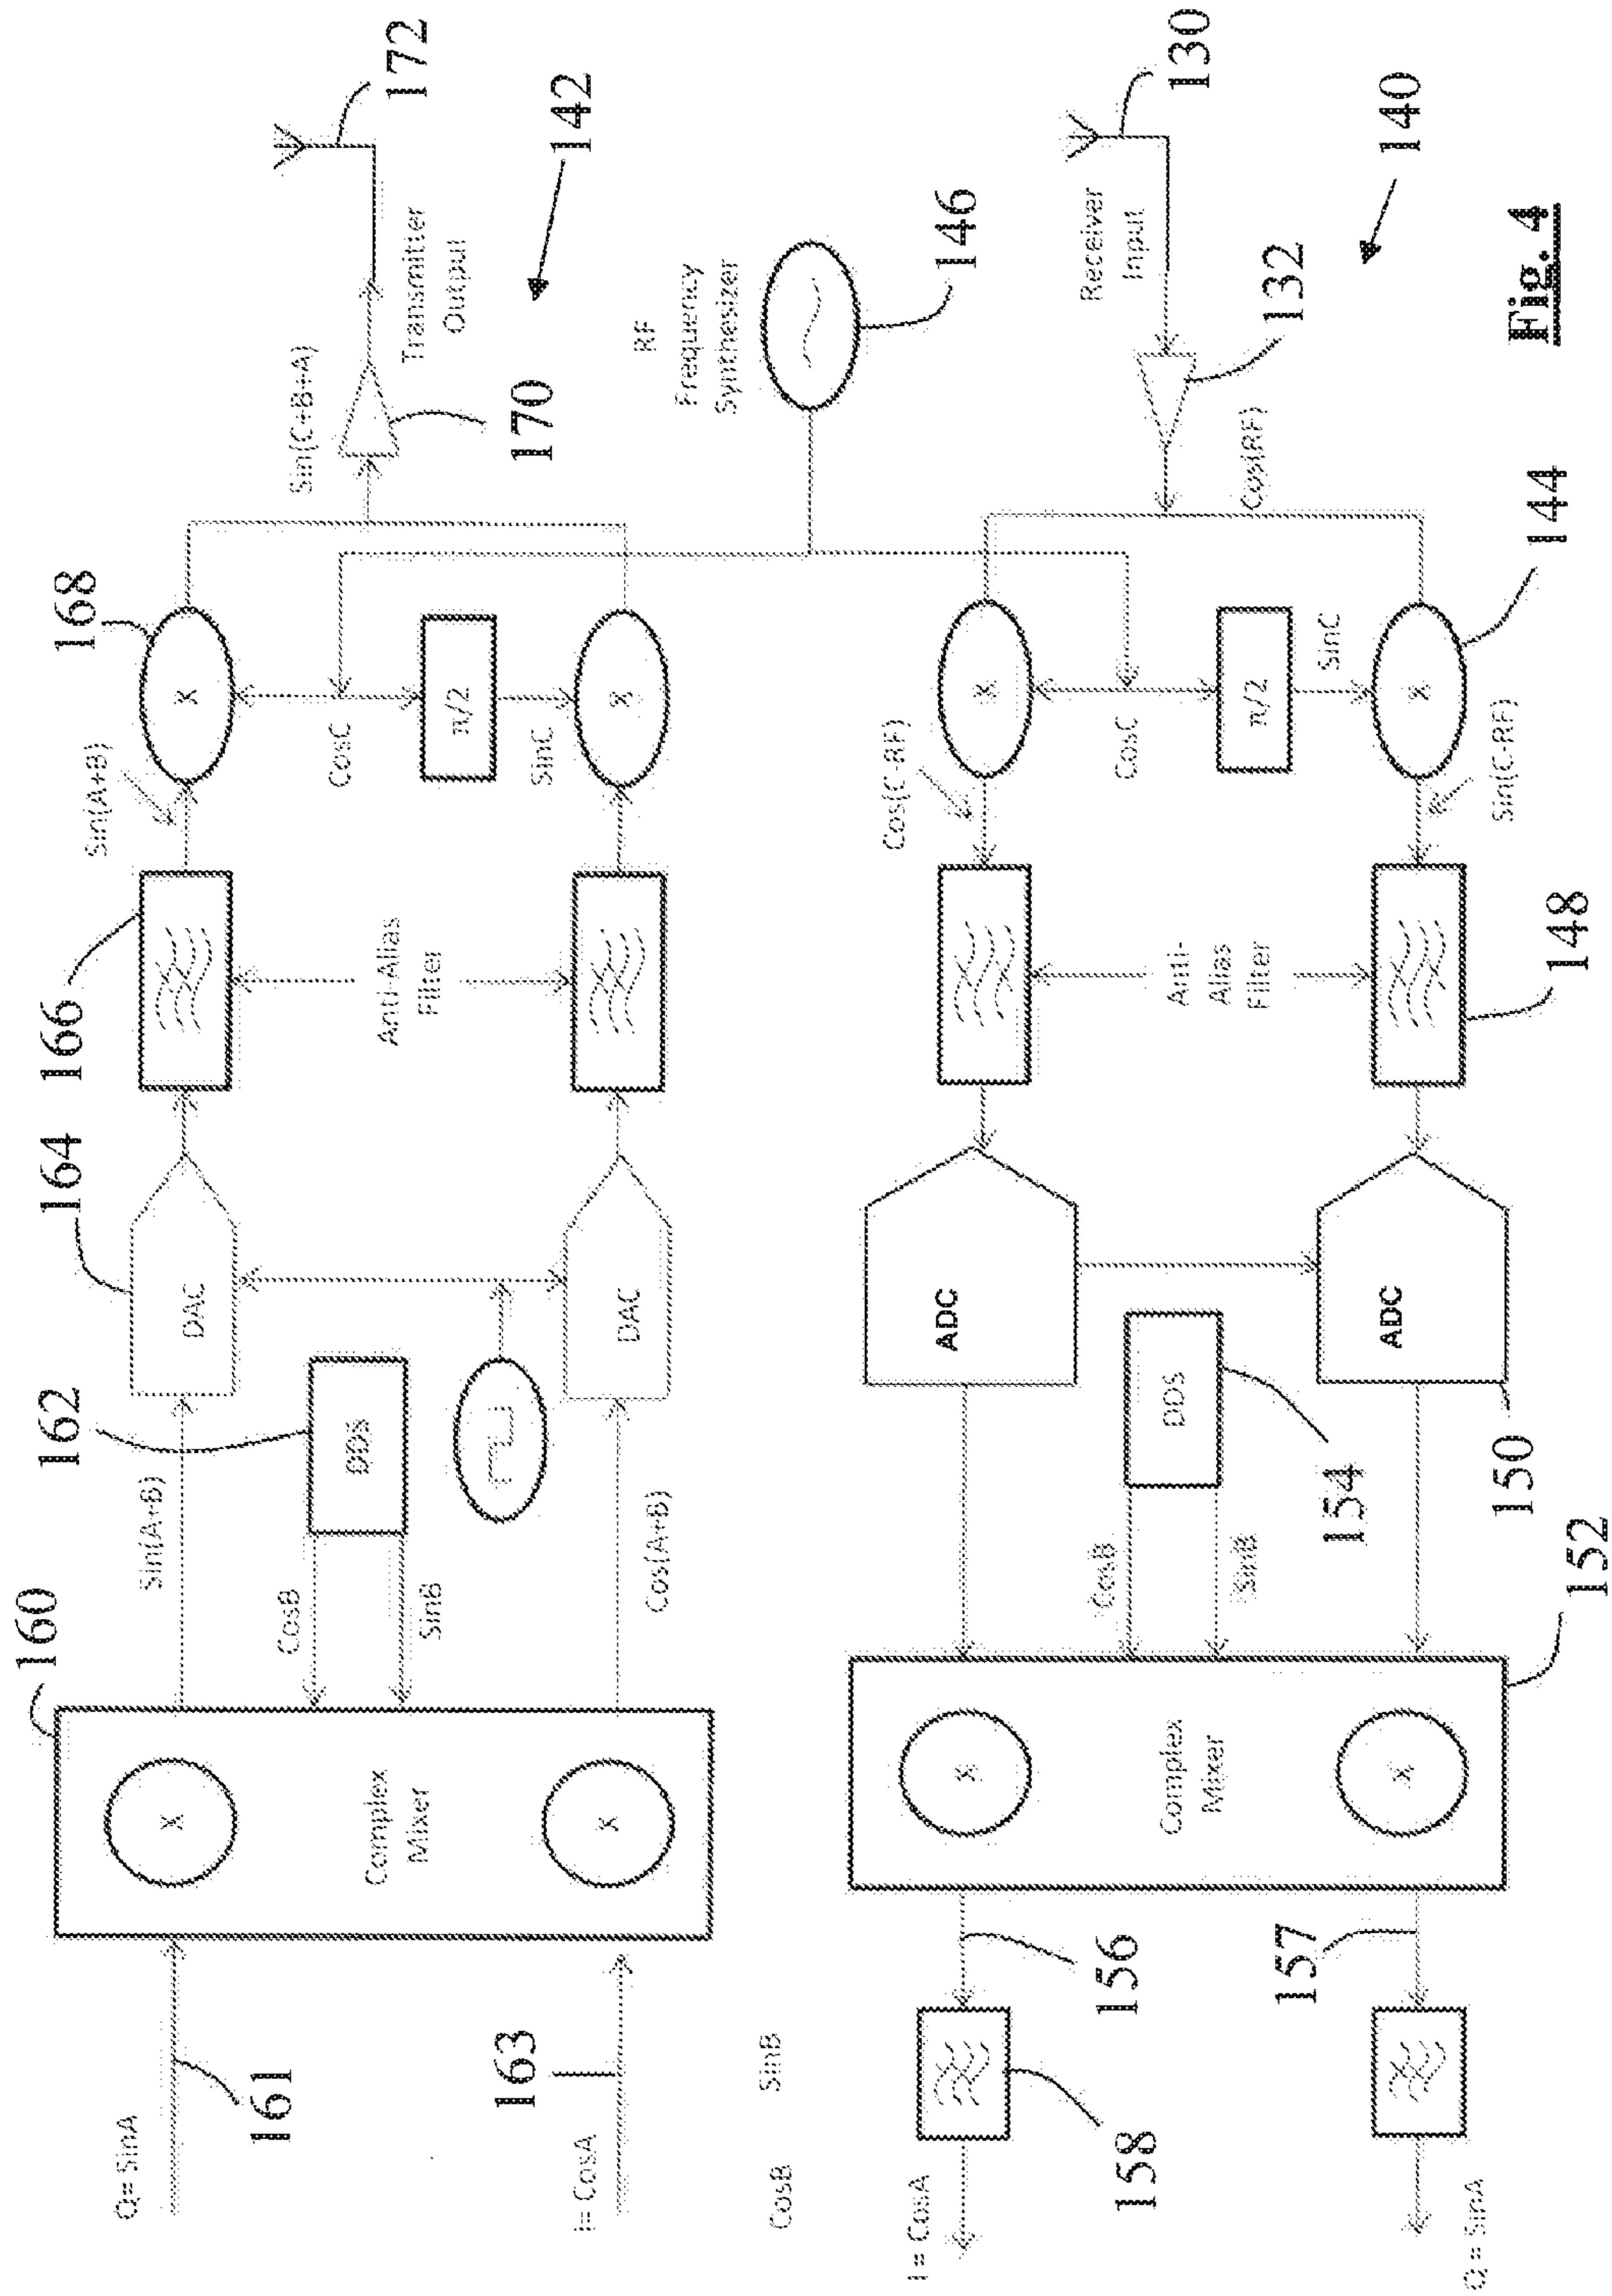 160
162
164
166
168
Q= SinA
161
I= CosA
163
X
Complex
Mixer
X
Sin(A+B)
CosB
SinB
Cos(A+B)
DDS
DAC
DAC
Anti-Alias
Filter
Sin(A+B)
X
CosC
π/2
SinC
X
Sin(C+B+A)
170
Transmitter
Output
172
142
RF
Frequency
Synthesizer
146
CosB
SinB
I = CosA
158
Q = SinA
156
157
X
Complex
Mixer
X
152
CosB
SinB
DDS
154
ADC
ADC
150
Anti-
Alias
Filter
148
Cos(C-RF)
Sin(C-RF)
X
CosC
π/2
SinC
X
144
Cos(RF)
132
Receiver
Input
130
140
Fig. 4